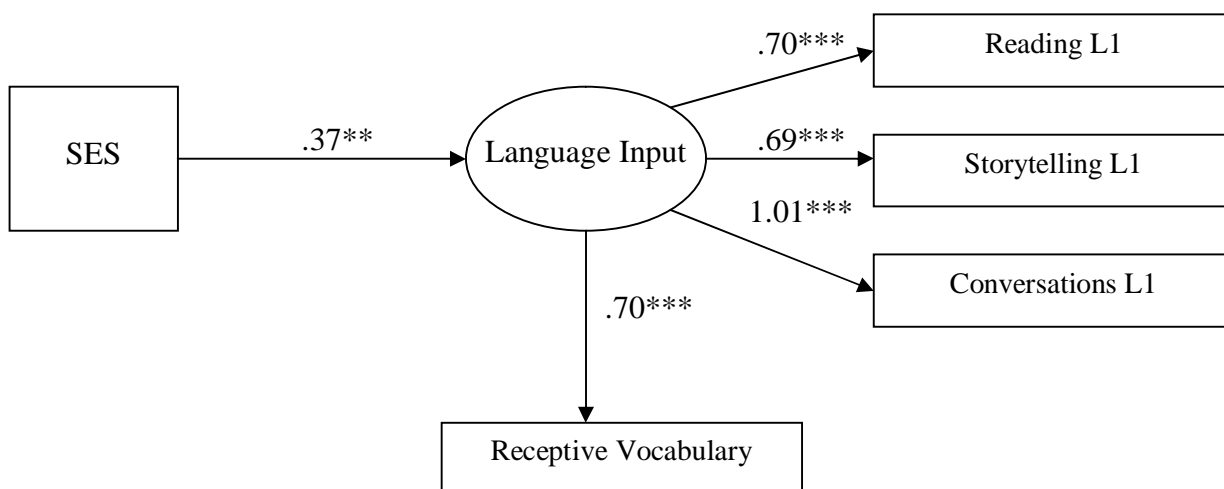 .70***
Reading L1
SES
.37**
Language Input
.69***
Storytelling L1
1.01***
Conversations L1
.70***
Receptive Vocabulary